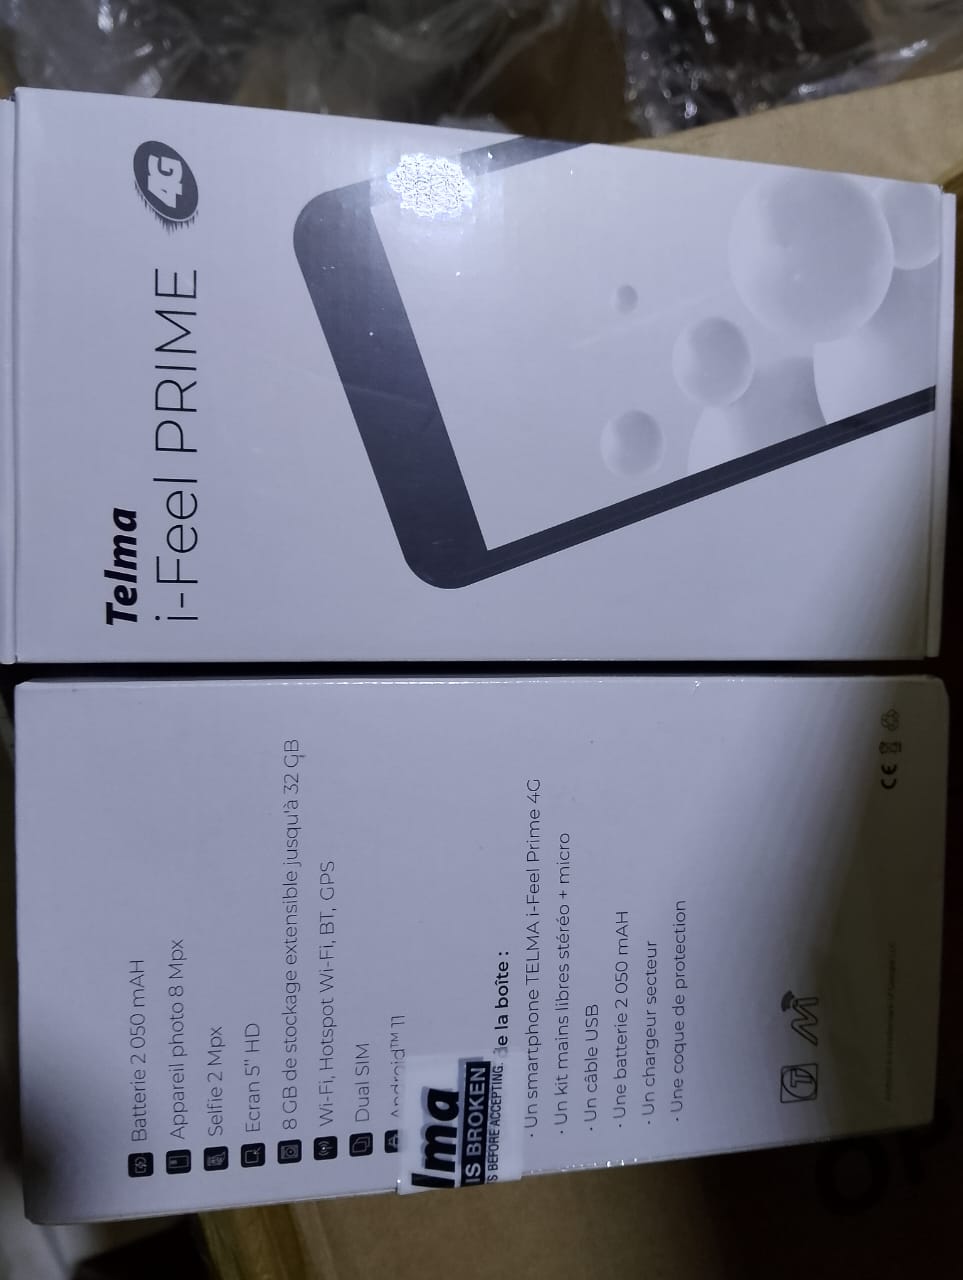 Telma
i-Feel PRIME
4G
Batterie 2 050 mAH
Appareil photo 8 Mpx
Selfie 2 Mpx
Ecran 5" HD
8 GB de stockage extensible jusqu'à 32 GB
Wi-Fi, Hotspot Wi-Fi, BT, GPS
Dual SIM
Android™ 11
lma
IS BROKEN
S BEFORE ACCEPTING.
de la boîte :
· Un smartphone TELMA i-Feel Prime 4G
· Un kit mains libres stéréo + micro
· Un câble USB
· Une batterie 2 050 mAH
· Un chargeur secteur
· Une coque de protection
CE